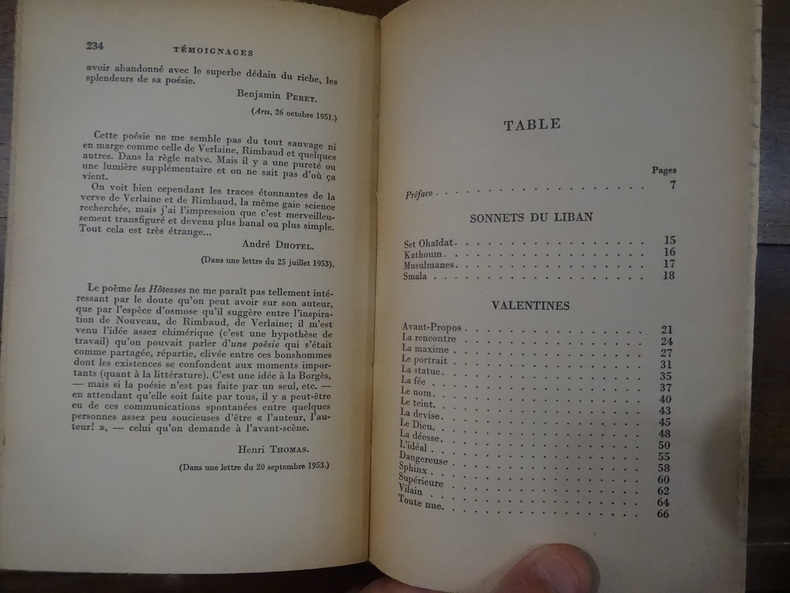 234 TÉMOIGNAGES
avoir abandonné avec le superbe dédain du riche, les
splendeurs de sa poésie.
Benjamin PERET.
(Arts, 26 octobre 1951.)
Cette poésie ne me semble pas du tout sauvage ni
en marge comme celle de Verlaine, Rimbaud et quelques
autres. Dans la règle naïve. Mais il y a une pureté ou
une lumière supplémentaire et on ne sait pas d'où ça
vient.
On voit bien cependant les traces étonnantes de la
verve de Verlaine et de Rimbaud, la même gaie science
recherchée, mais j'ai l'impression que c'est merveilleu-
sement transfiguré et devenu plus banal ou plus simple.
Tout cela est très étrange...
André DHOTEL.
(Dans une lettre du 25 juillet 1953).
Le poème les Hôtesses ne me paraît pas tellement inté-
ressant par le doute qu'on peut avoir sur son auteur,
que par l'espèce d'osmose qu'il suggère entre l'inspira-
tion de Nouveau, de Rimbaud, de Verlaine; il m'est
venu l'idée assez chimérique (c'est une hypothèse de
travail) qu'on pouvait parler d'une poésie qui s'était
comme partagée, répartie, clivée entre ces bonshommes
dont les existences se confondent aux moments impor-
tants (quant à la littérature). C'est une idée à la Borgès,
— mais si la poésie n'est pas faite par un seul, etc. —
en attendant qu'elle soit faite par tous, il y a peut-être
eu de ces communications spontanées entre quelques
personnes assez peu soucieuses d'être « l'auteur, l'au-
teur! », — celui qu'on demande à l'avant-scène.
Henri THOMAS.
(Dans une lettre du 20 septembre 1953.)
TABLE
Pages
Préface . . . . . . . . . . 7
SONNETS DU LIBAN
Set Ohaïdat. . . . . . . . . . 15
Kathoum. . . . . . . . . . 16
Musulmanes. . . . . . . . . . 17
Smala . . . . . . . . . . 18
VALENTINES
Avant-Propos . . . . . . . . . . 21
La rencontre . . . . . . . . . . 24
La maxime . . . . . . . . . . 27
Le portrait . . . . . . . . . . 31
La statue. . . . . . . . . . 35
La fée . . . . . . . . . . 37
Le nom. . . . . . . . . . 40
Le teint. . . . . . . . . . 43
La devise. . . . . . . . . . 45
Le Dieu. . . . . . . . . . 48
La déesse. . . . . . . . . . 50
L'idéal . . . . . . . . . . 55
Dangereuse . . . . . . . . . . 58
Sphinx . . . . . . . . . . 60
Supérieure . . . . . . . . . . 62
Vilain . . . . . . . . . . 64
Toute nue. . . . . . . . . . 66